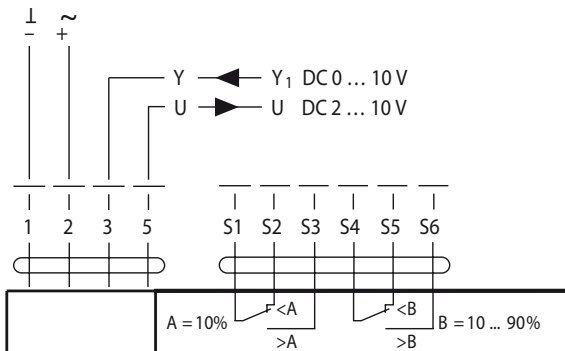 ⊥ ~
– +
Y Y1 DC 0 ... 10 V
U U DC 2 ... 10 V
1 2 3 5 S1 S2 S3 S4 S5 S6
<A <B
A = 10% B = 10 ... 90%
>A >B